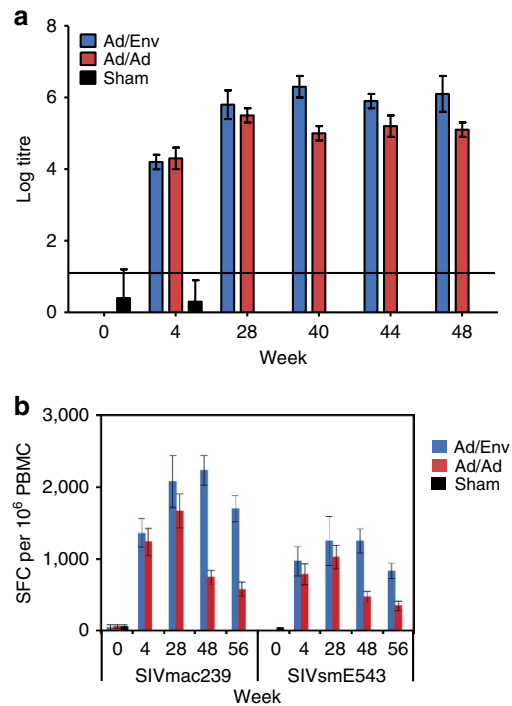 a
Ad/Env
Ad/Ad
Sham
Log titre
8
6
4
2
0
0 4 28 40 44 48
Week
b
SFC per 10⁶ PBMC
3,000
2,000
1,000
0
Ad/Env
Ad/Ad
Sham
0 4 28 48 56 0 4 28 48 56
SIVmac239 SIVsmE543
Week